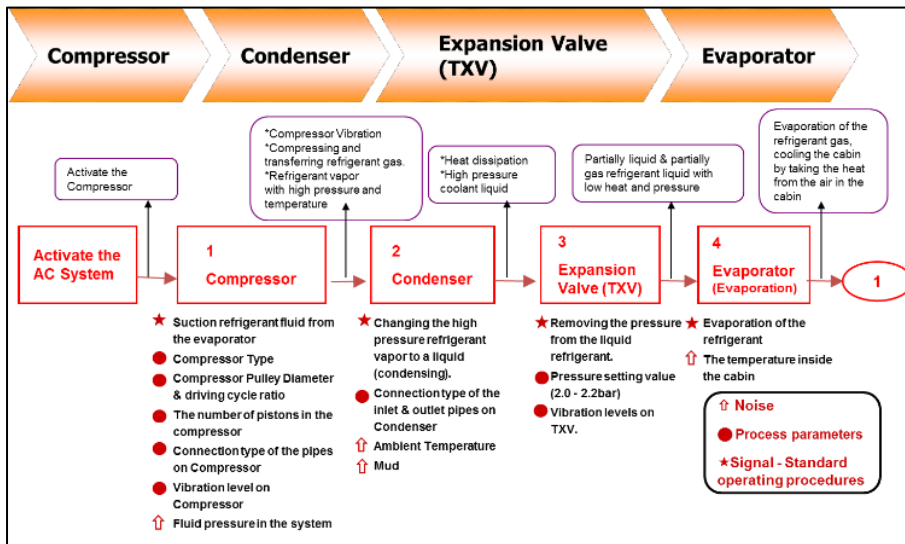 Compressor
Condenser
Expansion Valve
(TXV)
Evaporator
Activate the
Compressor
*Compressor Vibration
*Compressing and
transferring refrigerant gas.
*Refrigerant vapor
with high pressure and
temperature
*Heat dissipation
*High pressure
coolant liquid
Partially liquid & partially
gas refrigerant liquid with
low heat and pressure
Evaporation of the
refrigerant gas,
cooling the cabin
by taking the heat
from the air in the
cabin
Activate the
AC System
1
Compressor
2
Condenser
3
Expansion
Valve (TXV)
4
Evaporator
(Evaporation)
1
★ Suction refrigerant fluid from
the evaporator
● Compressor Type
● Compressor Pulley Diameter
& driving cycle ratio
● The number of pistons in the
compressor
● Connection type of the pipes
on Compressor
● Vibration level on
Compressor
⇧ Fluid pressure in the system
★ Changing the high
pressure refrigerant
vapor to a liquid
(condensing).
● Connection type of the
inlet & outlet pipes on
Condenser
⇧ Ambient Temperature
⇧ Mud
★ Removing the pressure
from the liquid
refrigerant.
● Pressure setting value
(2.0 - 2.2bar)
● Vibration levels on
TXV.
★ Evaporation of the
refrigerant
⇧ The temperature inside
the cabin
⇧ Noise
● Process parameters
★Signal - Standard
operating procedures